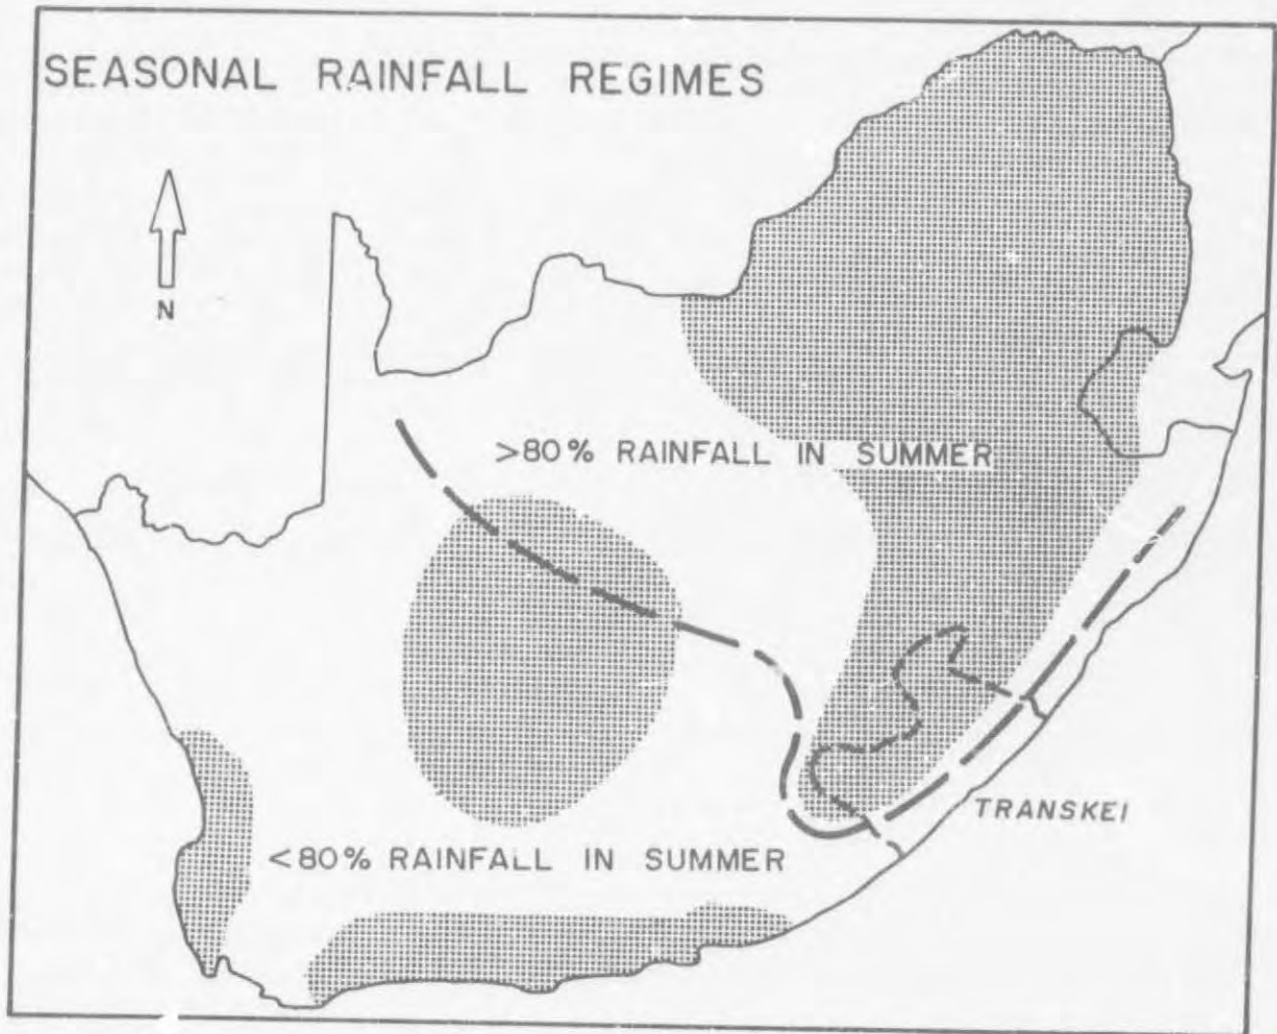 SEASONAL RAINFALL REGIMES
N
>80% RAINFALL IN SUMMER
TRANSKEI
<80% RAINFALL IN SUMMER